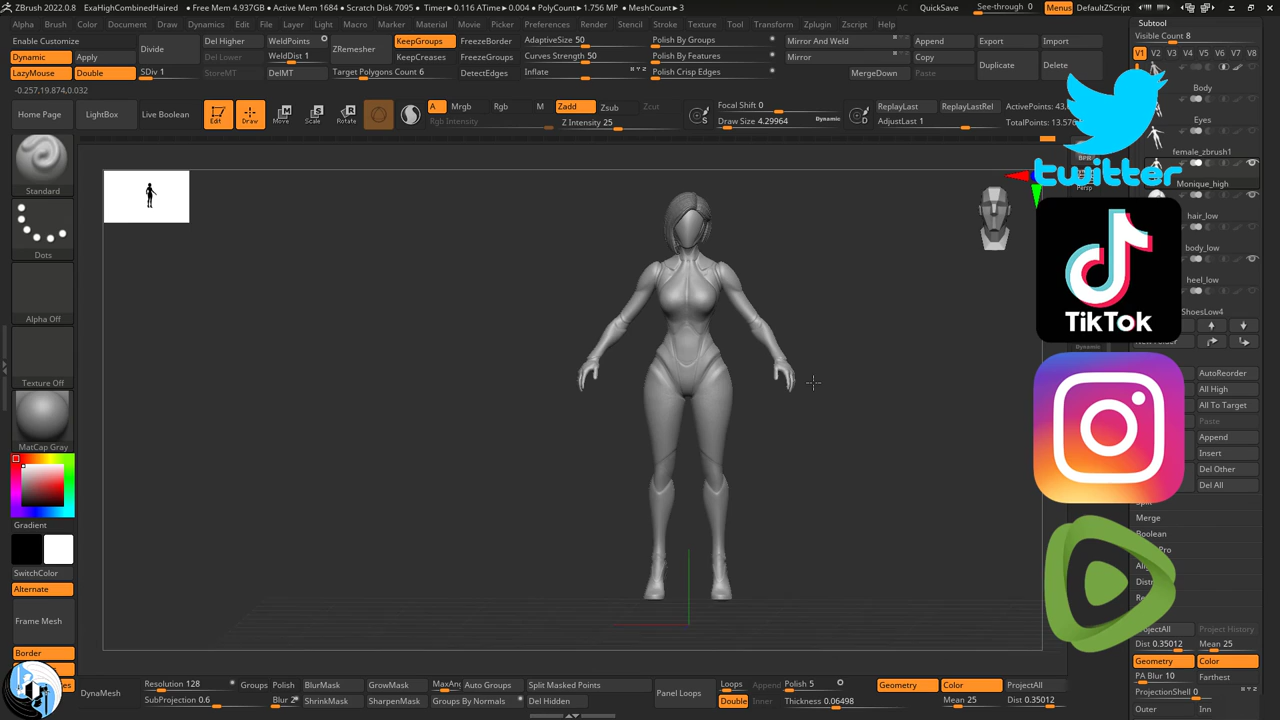 ZBrush 2022.0.8 ExaHighCombinedHaired • Free Mem 4.937GB • Active Mem 1684 • Scratch Disk 7095 • Timer▸0.116 ATime▸0.004 • PolyCount▸1.756 MP • MeshCount▸3 AC QuickSave See-through 0 Menus DefaultZScript
Alpha Brush Color Document Draw Dynamics Edit File Layer Light Macro Marker Material Movie Picker Preferences Render Stencil Stroke Texture Tool Transform Zplugin Zscript Help
Subtool
Visible Count 8
V1 V2 V3 V4 V5 V6 V7 V8
Enable Customize
Dynamic Apply
LazyMouse Double
Divide
SDiv 1
Del Higher
Del Lower
StoreMT
WeldPoints
WeldDist 1
DelMT
ZRemesher
Target Polygons Count 6
KeepGroups
KeepCreases
FreezeBorder
FreezeGroups
DetectEdges
AdaptiveSize 50
Curves Strength 50
Inflate
Polish By Groups
Polish By Features
Polish Crisp Edges
Mirror And Weld
Mirror
MergeDown
Append
Copy
Paste
Export
Duplicate
Import
Delete
-0.257,19.874,0.032
Home Page LightBox Live Boolean
Edit Draw Move Scale Rotate
A Mrgb Rgb M
Rgb Intensity
Zadd Zsub Zcut
Z Intensity 25
Focal Shift 0
Draw Size 4.29964 Dynamic
S
D
ReplayLast ReplayLastRel
AdjustLast 1
ActivePoints: 43.
TotalPoints: 13.576
Standard
Dots
Alpha Off
Texture Off
MatCap Gray
Gradient
SwitchColor
Alternate
Frame Mesh
Border
BPR
Persp
Dynamic
twitter
TikTok
Body
Eyes
female_zbrush1
Monique_high
hair_low
body_low
heel_low
ShoesLow4
AutoReorder
All High
All To Target
Paste
Append
Insert
Del Other
Del All
Merge
Boolean
ProjectAll Project History
Dist 0.35012 Mean 25
Geometry Color
PA Blur 10 Farthest
ProjectionShell 0
Outer Inn
DynaMesh
Resolution 128
SubProjection 0.6
Groups Polish
Blur 2
BlurMask
ShrinkMask
GrowMask
SharpenMask
MaxAn
Auto Groups
Groups By Normals
Split Masked Points
Del Hidden
Panel Loops
Loops Append
Double Inner
Polish 5
Thickness 0.06498
Geometry Color ProjectAll
Mean 25 Dist 0.35012